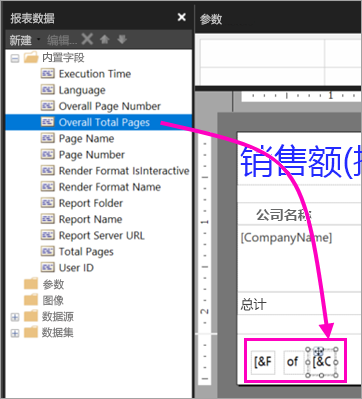 报表数据
新建 编辑...
内置字段
Execution Time
Language
Overall Page Number
Overall Total Pages
Page Name
Page Number
Render Format IsInteractive
Render Format Name
Report Folder
Report Name
Report Server URL
Total Pages
User ID
参数
图像
数据源
数据集
参数
1
销售额(
公司名称
[CompanyName]
1
总计
2
[&F of [&C